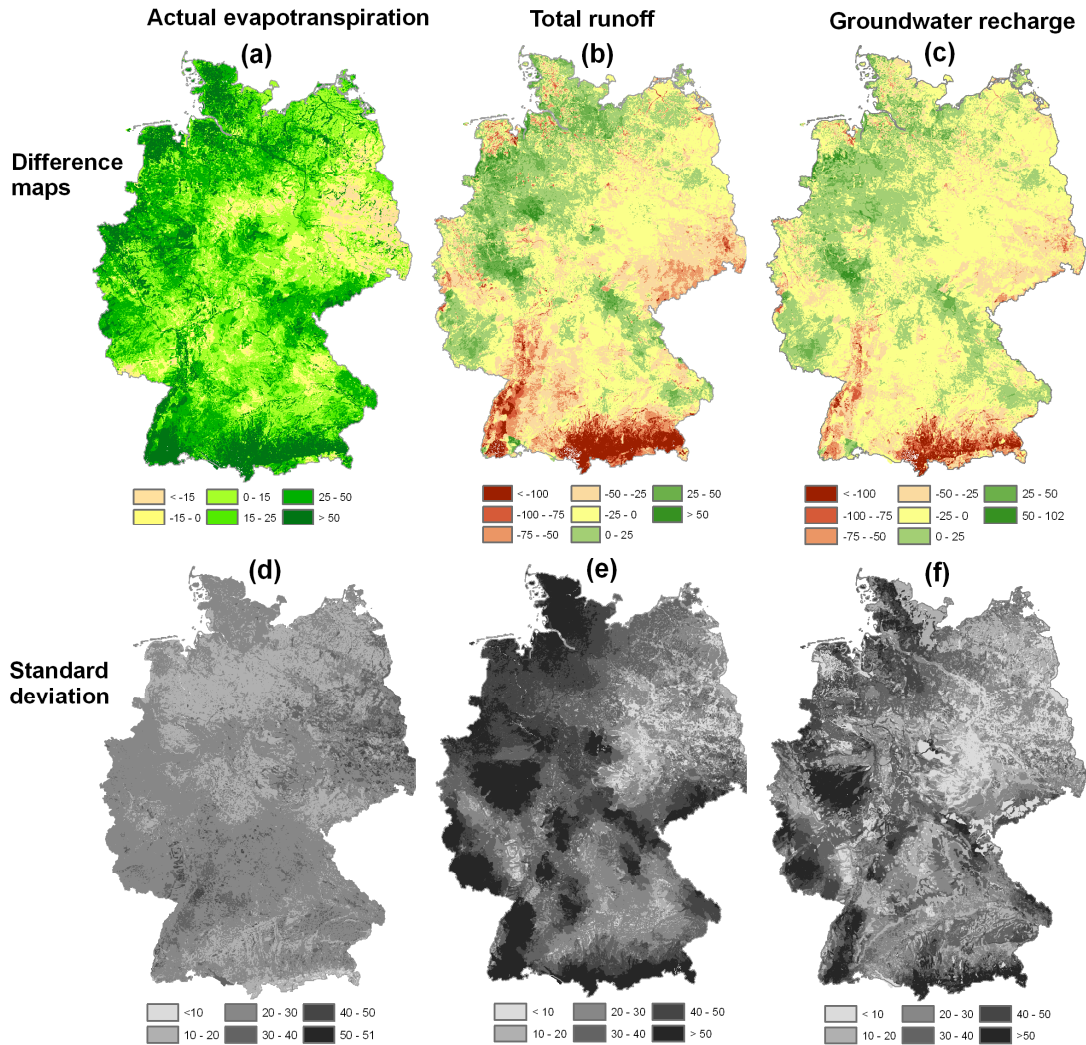 Actual evapotranspiration
Total runoff
Groundwater recharge
(a)
(b)
(c)
Difference
maps
< -15
0 - 15
25 - 50
-15 - 0
15 - 25
> 50
< -100
-50 - -25
25 - 50
-100 - -75
-25 - 0
> 50
-75 - -50
0 - 25
< -100
-50 - -25
25 - 50
-100 - -75
-25 - 0
50 - 102
-75 - -50
0 - 25
(d)
(e)
(f)
Standard
deviation
<10
20 - 30
40 - 50
10 - 20
30 - 40
50 - 51
< 10
20 - 30
40 - 50
10 - 20
30 - 40
>50
< 10
20 - 30
40 - 50
10 - 20
30 - 40
>50